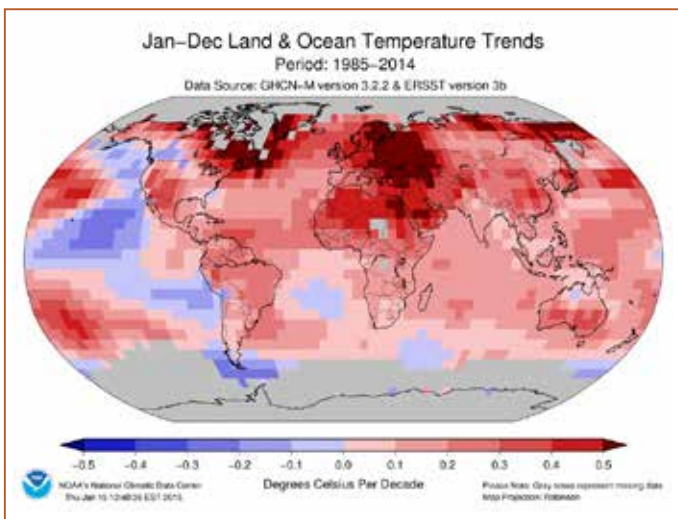 Jan–Dec Land & Ocean Temperature Trends
Period: 1985–2014
Data Source: GHCN–M version 3.2.2 & ERSST version 3b
−0.5 −0.4 −0.3 −0.2 −0.1 0.0 0.1 0.2 0.3 0.4 0.5
Degrees Celsius Per Decade
NOAA's National Climatic Data Center
Please Note: Gray areas represent missing data
Map Projection: Robinson